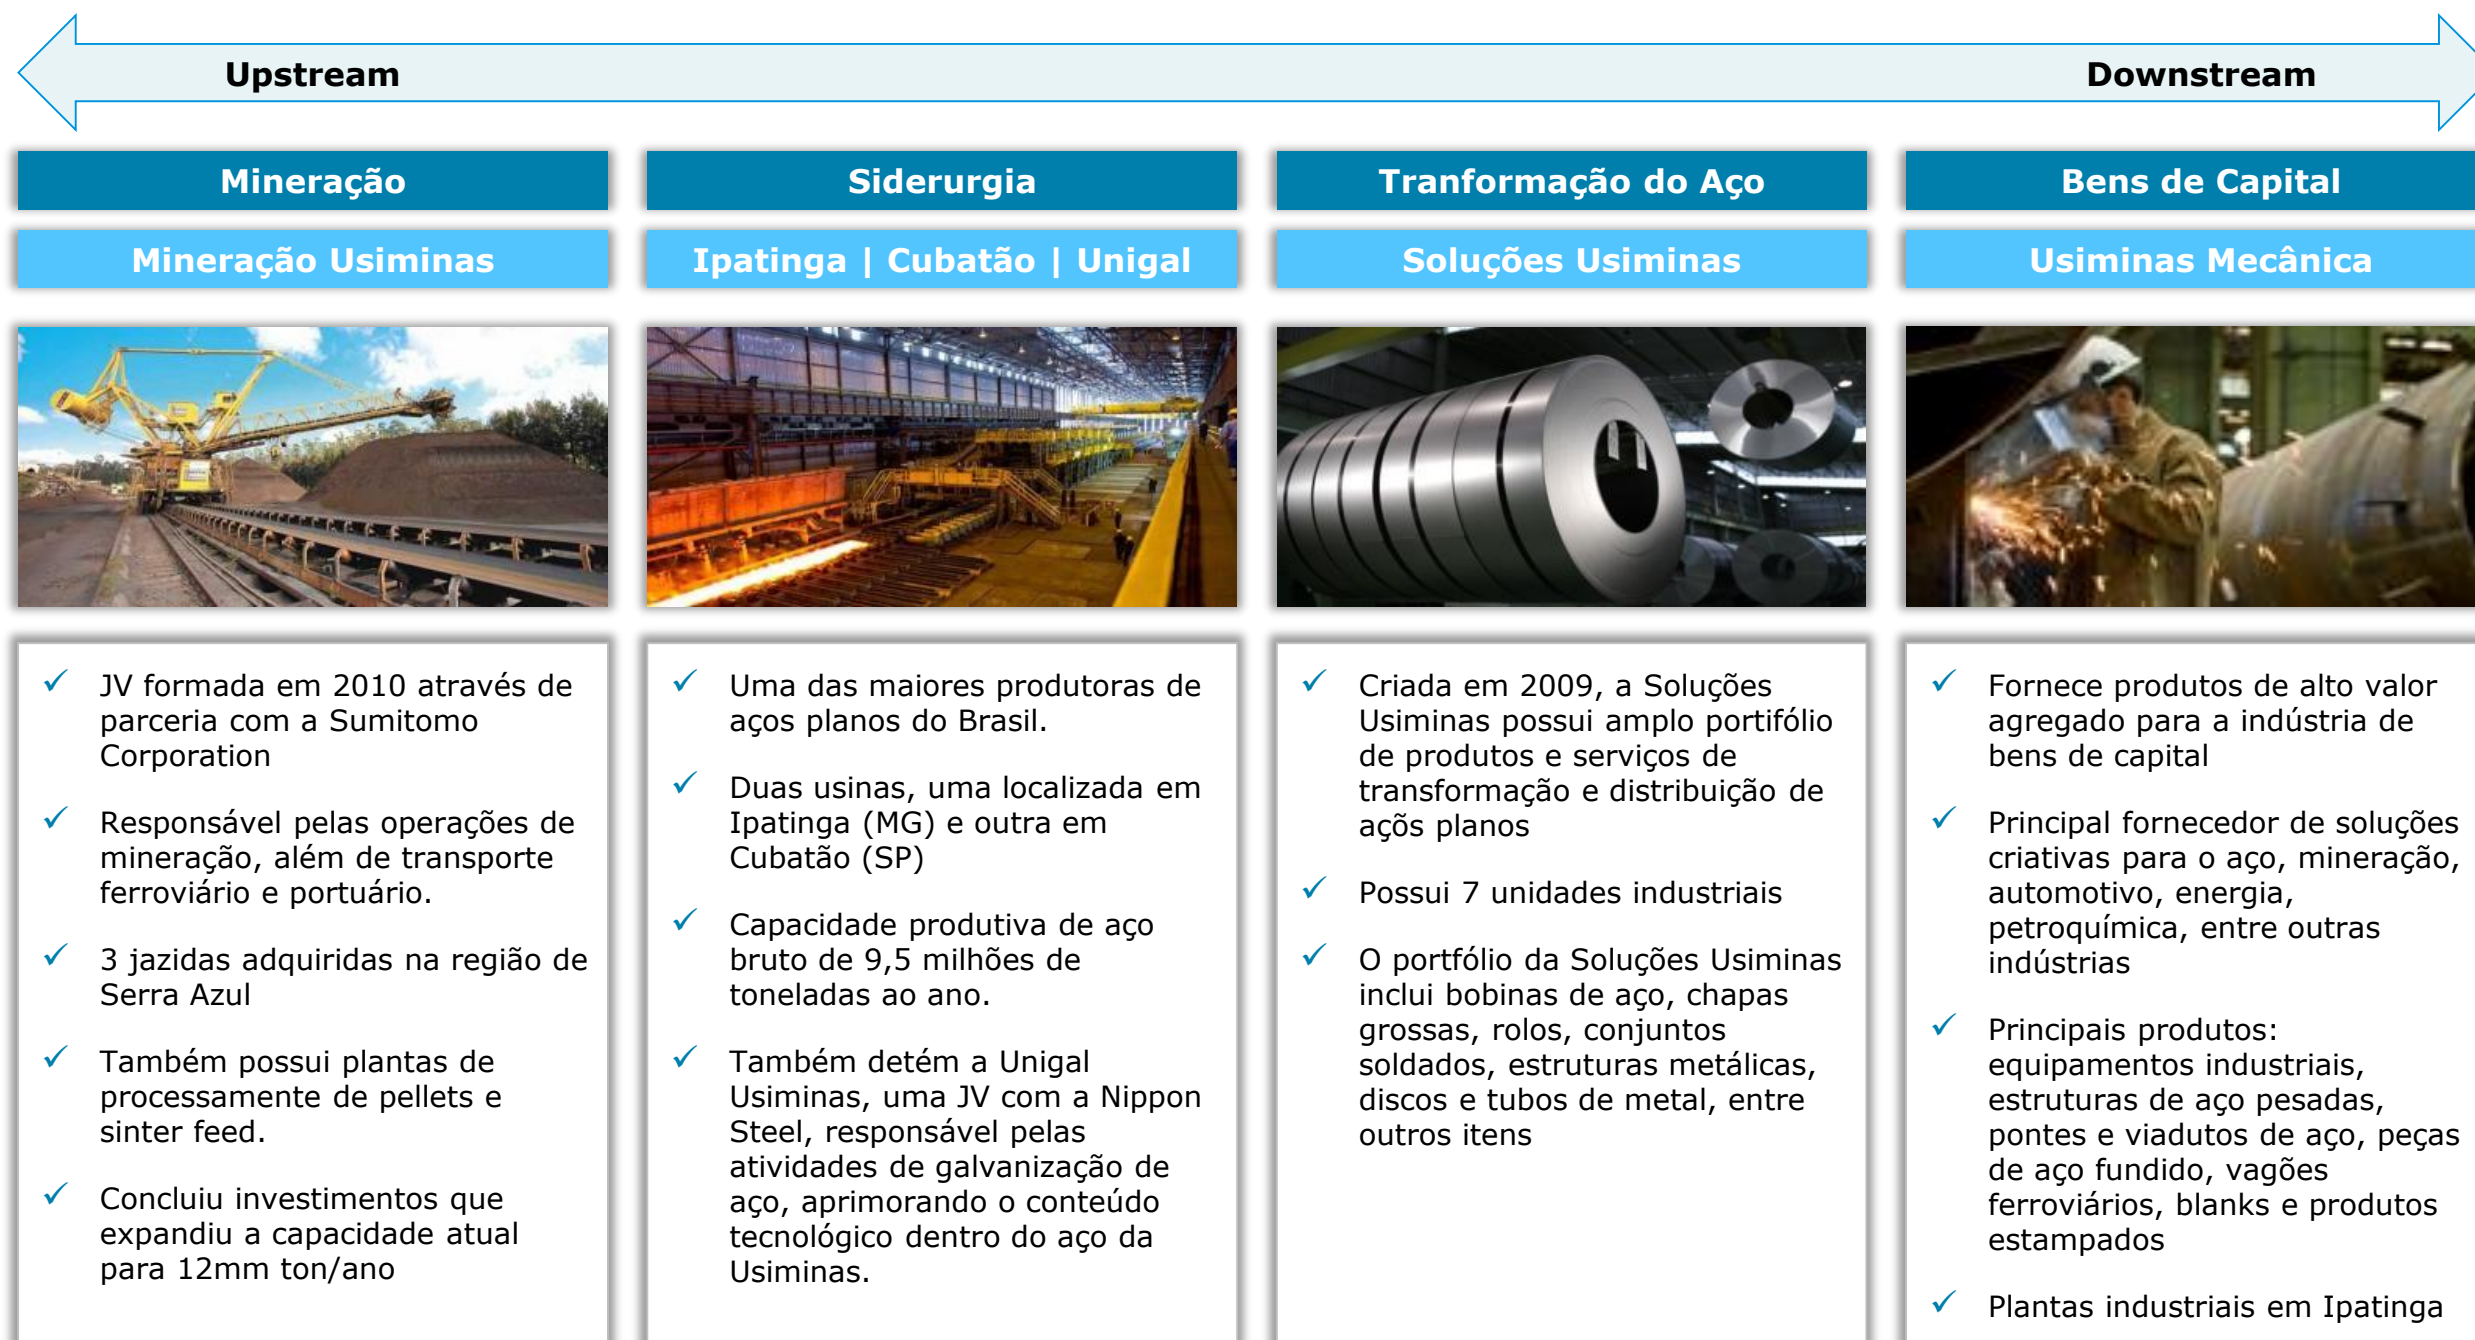 Upstream
Downstream
Mineração
Siderurgia
Tranformação do Aço
Bens de Capital
Mineração Usiminas
Ipatinga | Cubatão | Unigal
Soluções Usiminas
Usiminas Mecânica
✓ JV formada em 2010 através de
parceria com a Sumitomo
Corporation
✓ Responsável pelas operações de
mineração, além de transporte
ferroviário e portuário.
✓ 3 jazidas adquiridas na região de
Serra Azul
✓ Também possui plantas de
processamente de pellets e
sinter feed.
✓ Concluiu investimentos que
expandiu a capacidade atual
para 12mm ton/ano
✓ Uma das maiores produtoras de
aços planos do Brasil.
✓ Duas usinas, uma localizada em
Ipatinga (MG) e outra em
Cubatão (SP)
✓ Capacidade produtiva de aço
bruto de 9,5 milhões de
toneladas ao ano.
✓ Também detém a Unigal
Usiminas, uma JV com a Nippon
Steel, responsável pelas
atividades de galvanização de
aço, aprimorando o conteúdo
tecnológico dentro do aço da
Usiminas.
✓ Criada em 2009, a Soluções
Usiminas possui amplo portifólio
de produtos e serviços de
transformação e distribuição de
açõs planos
✓ Possui 7 unidades industriais
✓ O portfólio da Soluções Usiminas
inclui bobinas de aço, chapas
grossas, rolos, conjuntos
soldados, estruturas metálicas,
discos e tubos de metal, entre
outros itens
✓ Fornece produtos de alto valor
agregado para a indústria de
bens de capital
✓ Principal fornecedor de soluções
criativas para o aço, mineração,
automotivo, energia,
petroquímica, entre outras
indústrias
✓ Principais produtos:
equipamentos industriais,
estruturas de aço pesadas,
pontes e viadutos de aço, peças
de aço fundido, vagões
ferroviários, blanks e produtos
estampados
✓ Plantas industriais em Ipatinga